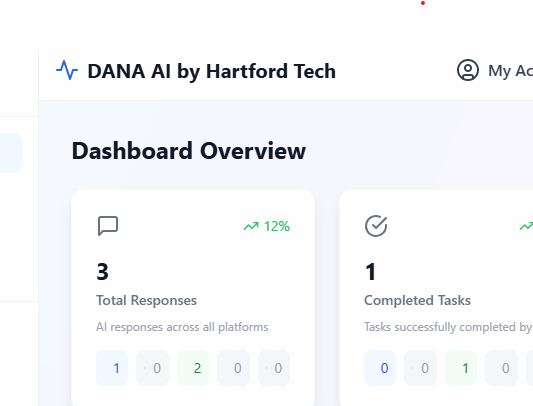 DANA AI by Hartford Tech
My Ac
Dashboard Overview
12%
3
Total Responses
AI responses across all platforms
1 0 2 0 0
1
Completed Tasks
Tasks successfully completed by
0 0 1 0